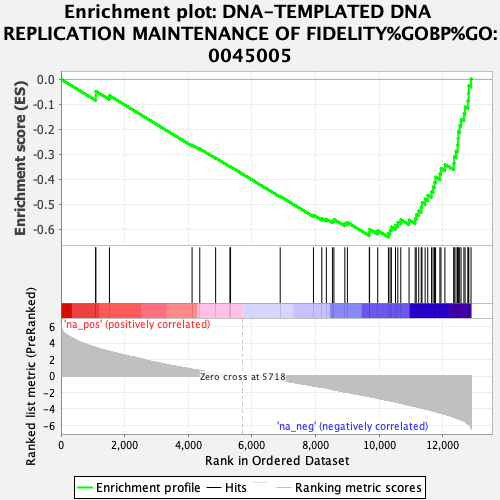 Enrichment plot: DNA-TEMPLATED DNA
REPLICATION MAINTENANCE OF FIDELITY%GOBP%GO:
0045005
Enrichment score (ES)
0.0
-0.1
-0.2
-0.3
-0.4
-0.5
-0.6
Ranked list metric (PreRanked)
6
4
2
0
-2
-4
-6
'na_pos' (positively correlated)
Zero cross at 5718
'na_neg' (negatively correlated)
0
2,000
4,000
6,000
8,000
10,000
12,000
Rank in Ordered Dataset
Enrichment profile
Hits
Ranking metric scores